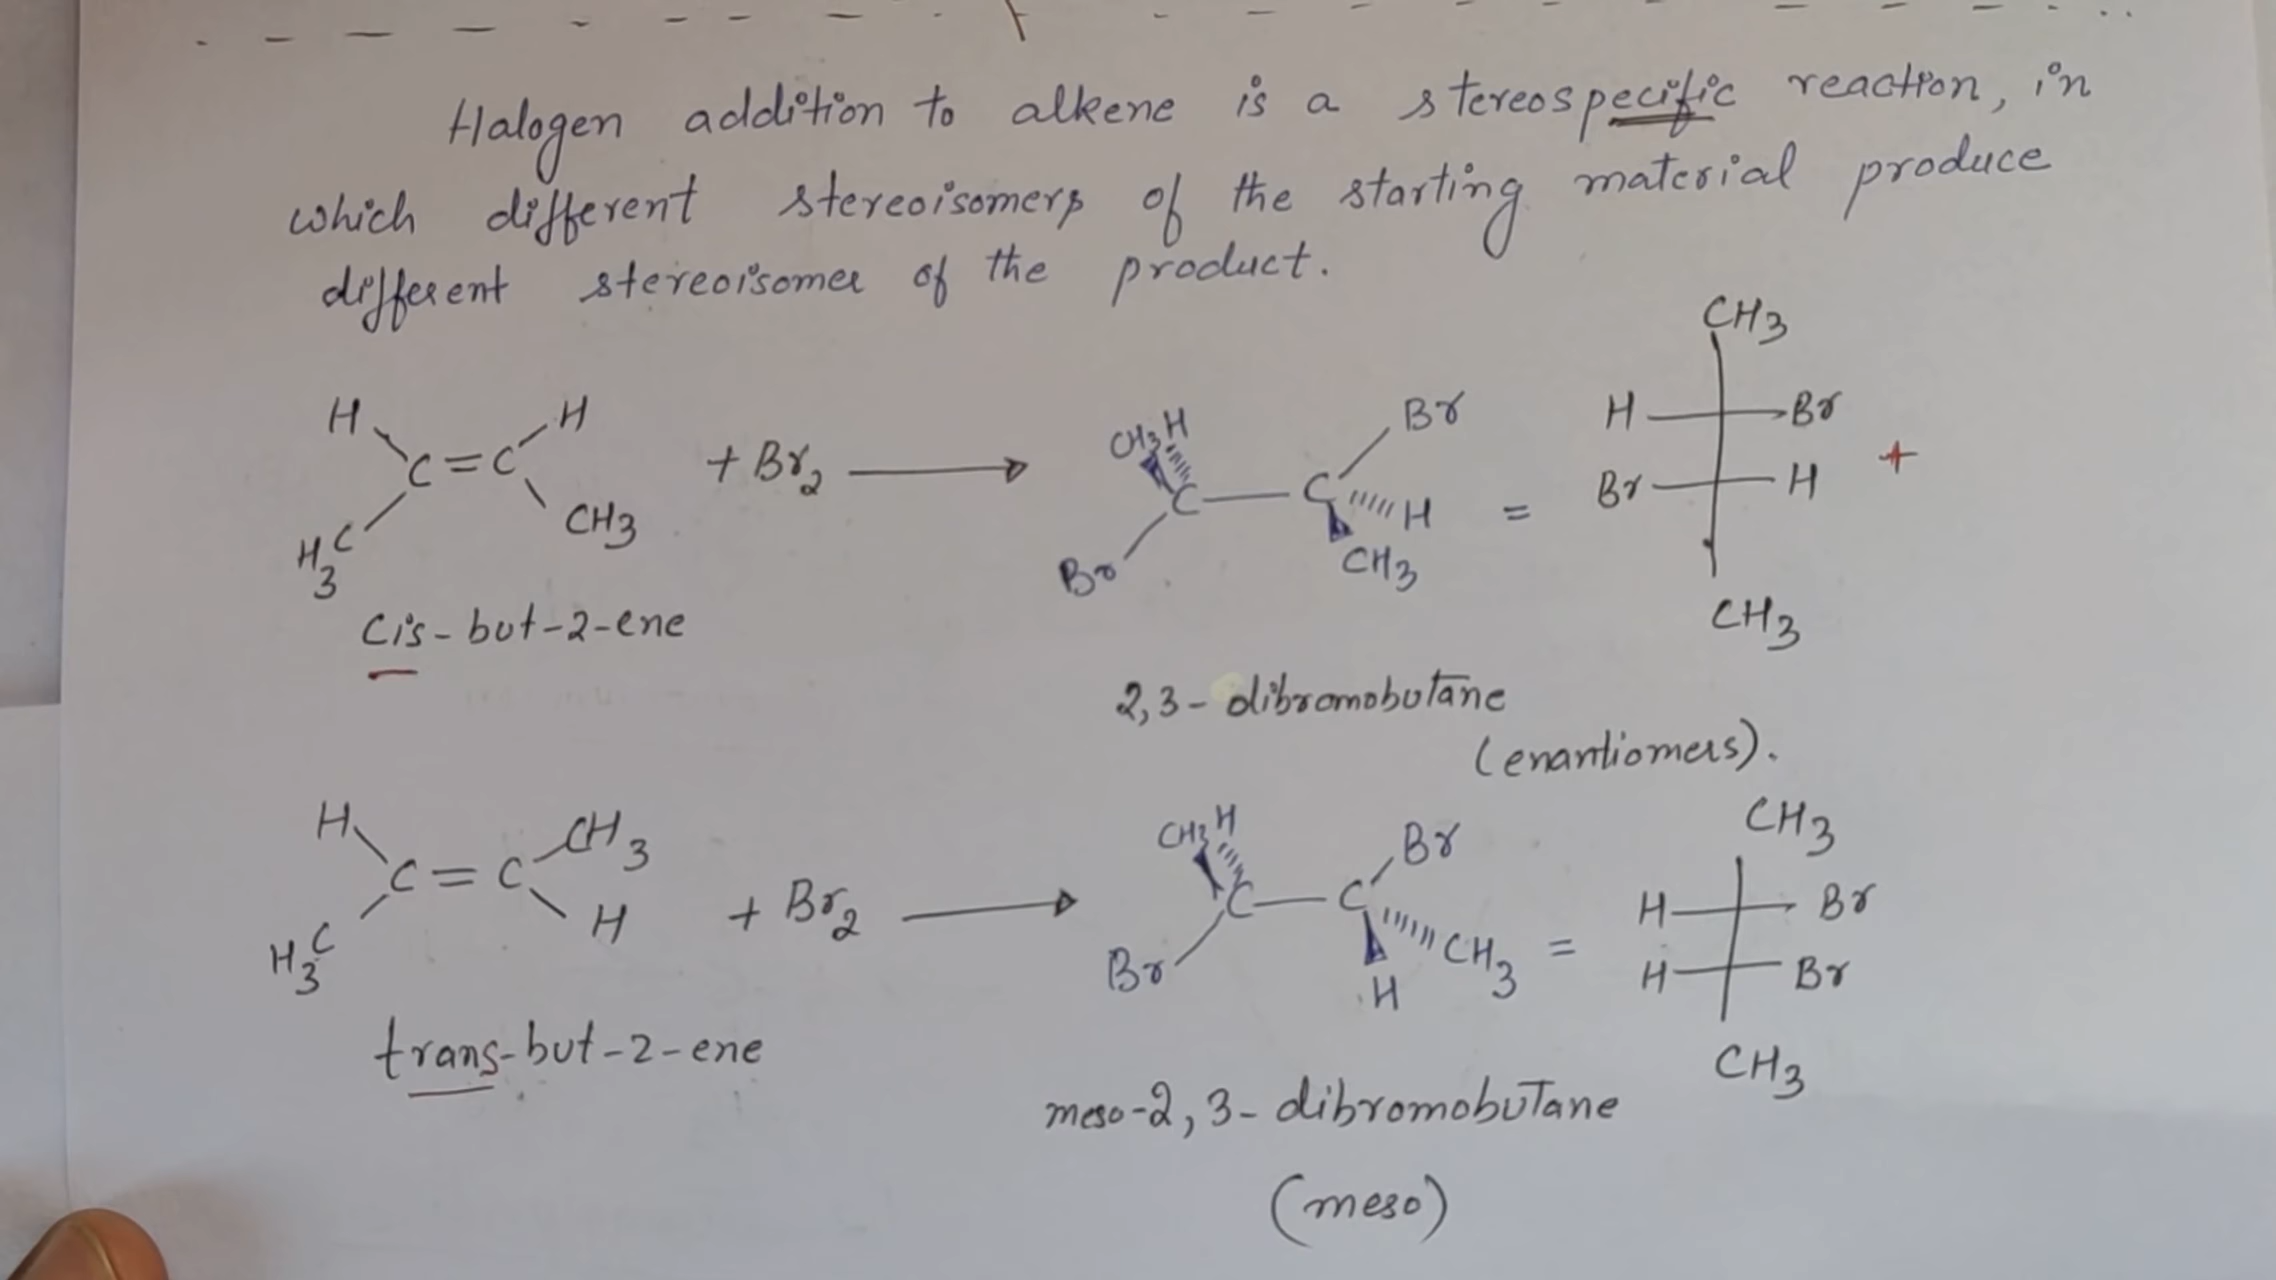 Halogen addition to alkene is a stereospecific reaction, in
which different stereoisomers of the starting material produce
different stereoisomer of the product.
CH3
H H CH3 H Br H Br
C=C + Br2 C C = +
H3C CH3 Br H CH3 Br H
CH3
cis-but-2-ene
2,3-dibromobutane
(enantiomers).
CH3
H CH3 CH3 H Br H Br
C=C + Br2 C C =
H3C H Br H CH3 H Br
CH3
trans-but-2-ene
meso-2,3-dibromobutane
(meso)